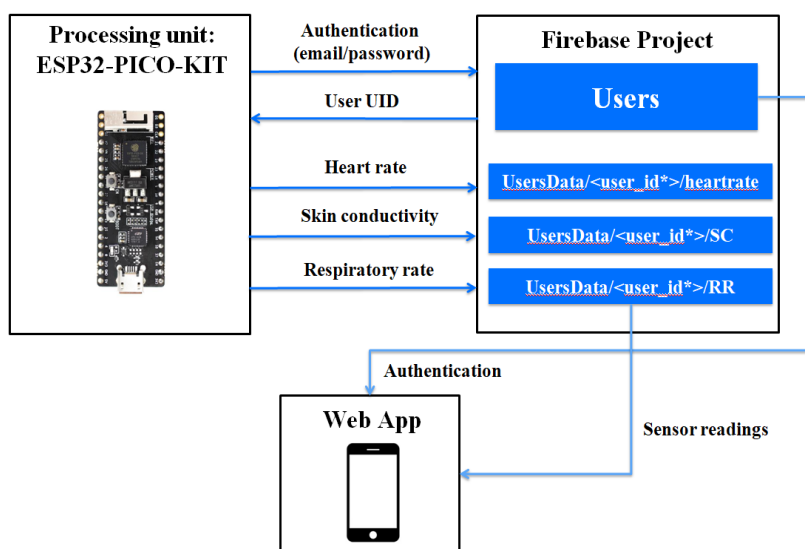 Processing unit:
ESP32-PICO-KIT
Authentication
(email/password)
User UID
Heart rate
Skin conductivity
Respiratory rate
Firebase Project
Users
UsersData/<user_id*>/heartrate
UsersData/<user_id*>/SC
UsersData/<user_id*>/RR
Authentication
Web App
Sensor readings